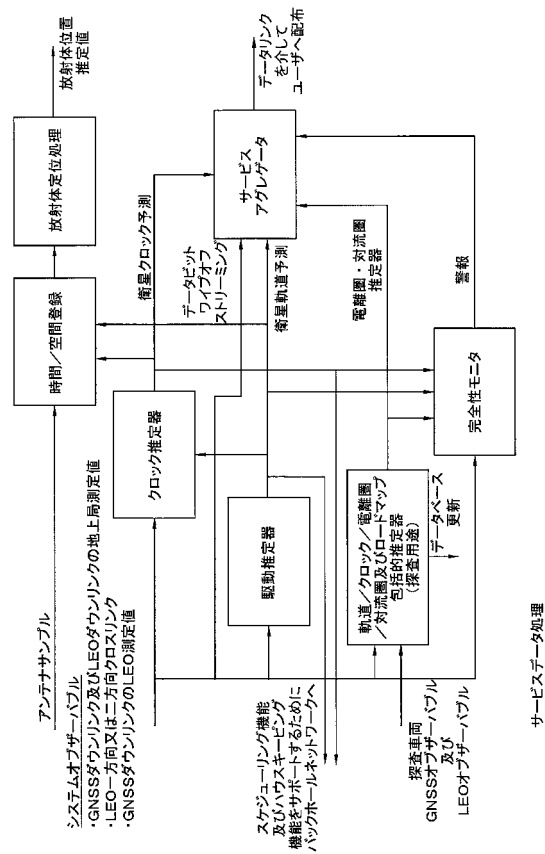 アンテナサンプル
システムオブザーバブル
・GNSSダウンリンク及びLEOダウンリンクの地上局測定値
・LEO一方向又は二方向クロスリンク
・GNSSダウンリンクのLEO測定値
時間／空間登録
放射体定位処理
放射体位置
推定値
クロック推定器
衛星クロック予測
データビット
ワイプオフ
ストリーミング
衛星軌道予測
サービス
アグレゲータ
データリンク
を介して
ユーザへ配布
駆動推定器
スケジューリング機能
及びハウスキーピング
機能をサポートするために
バックホールネットワークへ
電離圏・対流圏
推定器
軌道／クロック／電離圏
／対流圏及びロードマップ
包括的推定器
（探査用途）
データベース
更新
完全性モニタ
警報
探査車両
GNSSオブザーバブル
及び
LEOオブザーバブル
サービスデータ処理